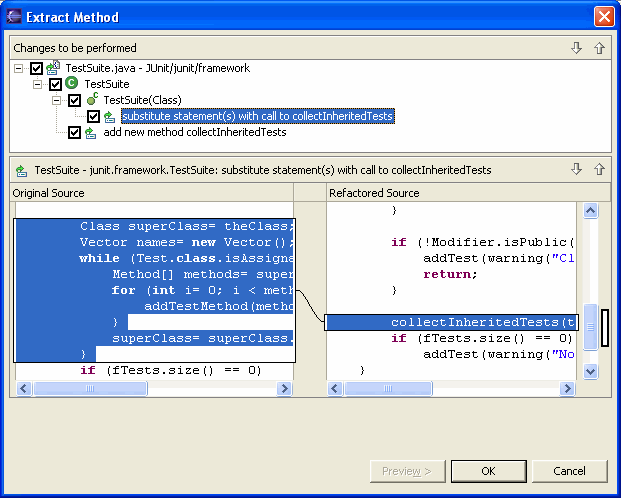 Extract Method
Changes to be performed
TestSuite.java - JUnit/junit/framework
TestSuite
TestSuite(Class)
substitute statement(s) with call to collectInheritedTests
add new method collectInheritedTests
TestSuite - junit.framework.TestSuite: substitute statement(s) with call to collectInheritedTests
Original Source
Class superClass= theClass;
Vector names= new Vector();
while (Test.class.isAssigna
Method[] methods= super
for (int i= 0; i < meth
addTestMethod(metho
}
superClass= superClass.
}
if (fTests.size() == 0)
Refactored Source
}
if (!Modifier.isPublic(
addTest(warning("Cl
return;
}
collectInheritedTests(t
if (fTests.size() == 0)
addTest(warning("No
}
Preview >
OK
Cancel